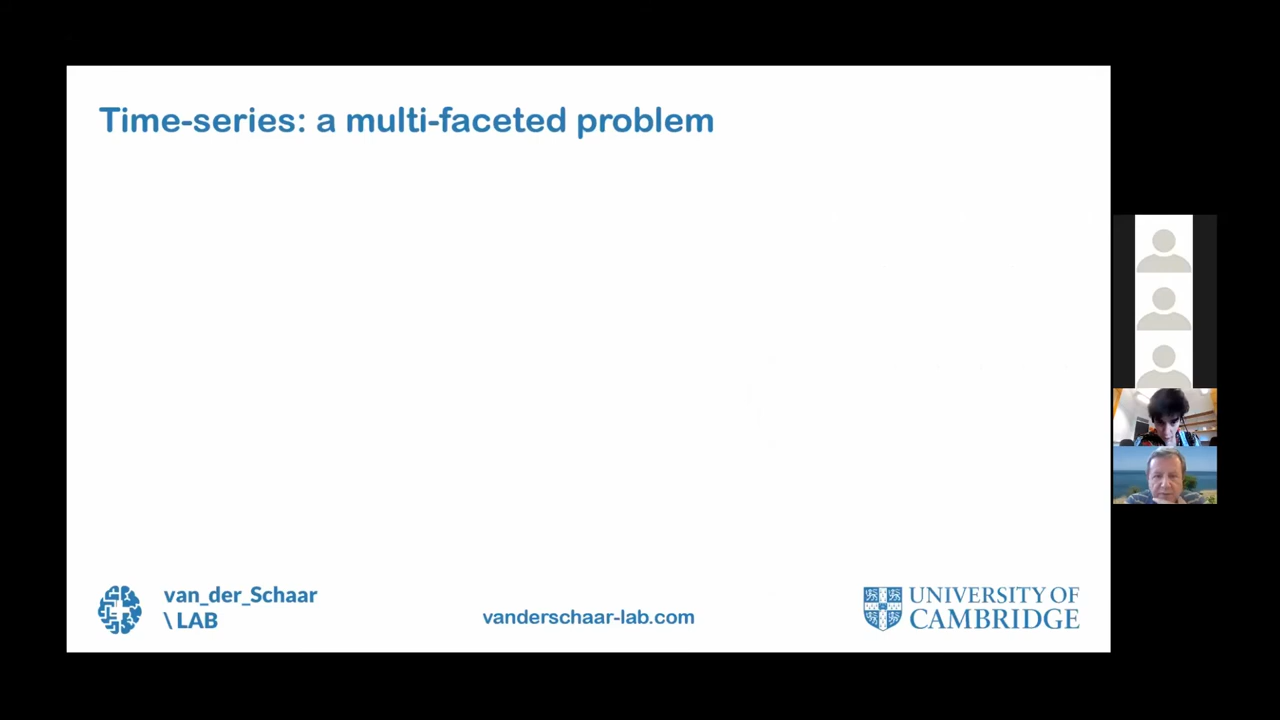 Time-series: a multi-faceted problem
van_der_Schaar
\ LAB
vanderschaar-lab.com
UNIVERSITY OF
CAMBRIDGE